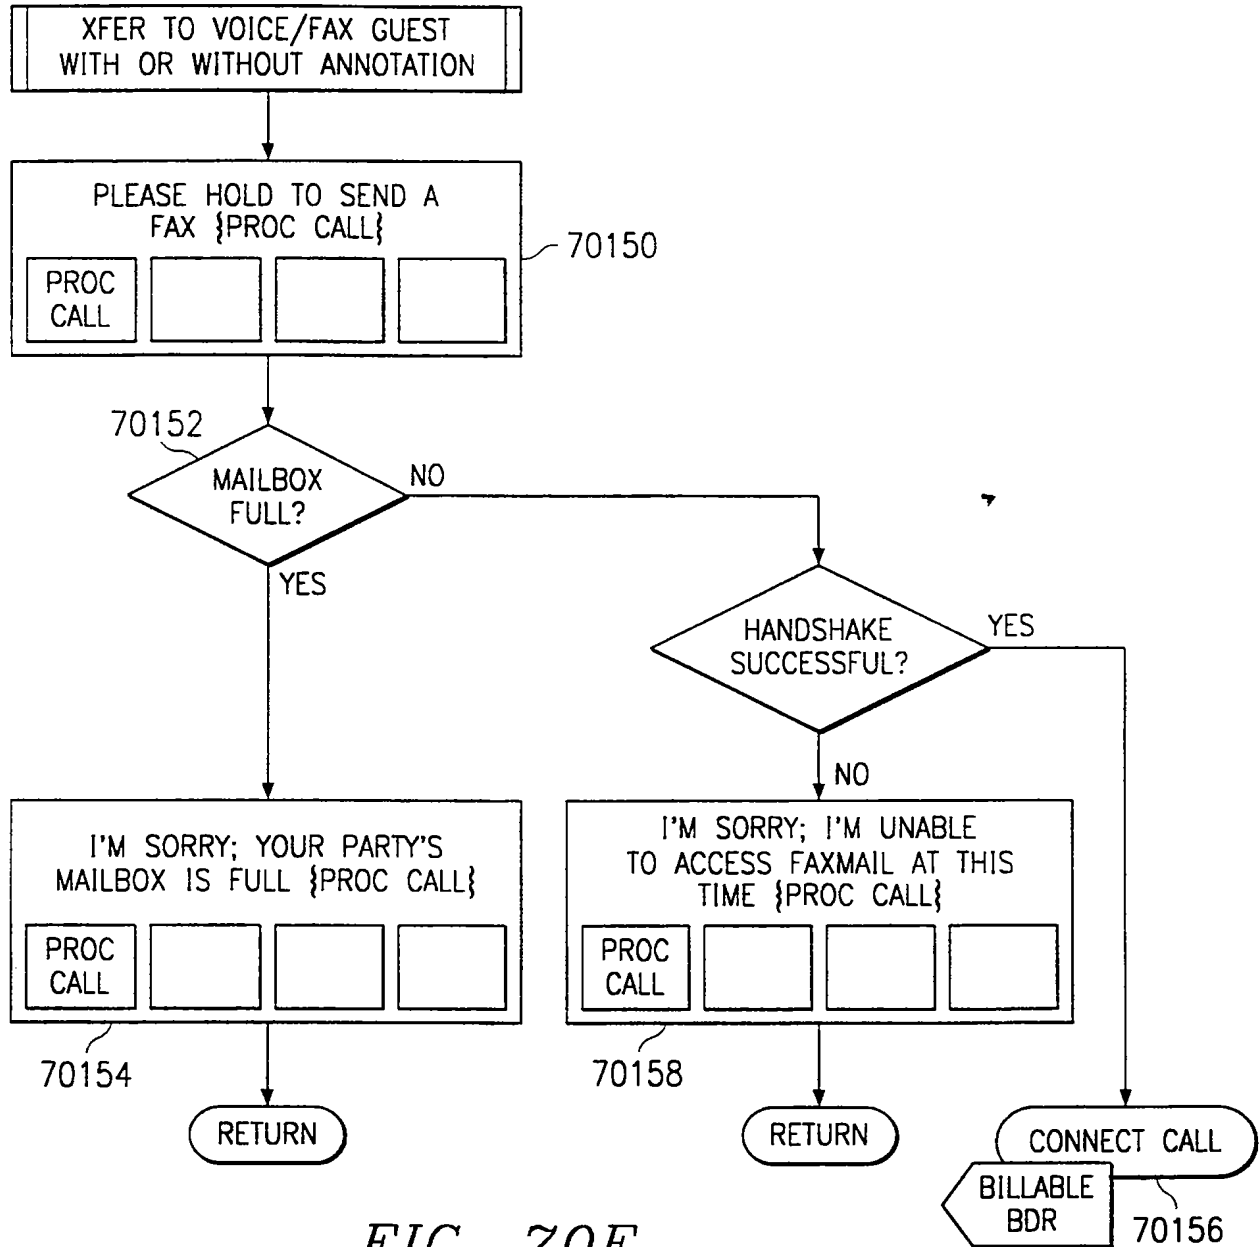 XFER TO VOICE/FAX GUEST
WITH OR WITHOUT ANNOTATION
PLEASE HOLD TO SEND A
FAX {PROC CALL}
PROC
CALL
70150
70152
MAILBOX
FULL?
NO
YES
HANDSHAKE
SUCCESSFUL?
YES
NO
I'M SORRY; YOUR PARTY'S
MAILBOX IS FULL {PROC CALL}
PROC
CALL
70154
RETURN
I'M SORRY; I'M UNABLE
TO ACCESS FAXMAIL AT THIS
TIME {PROC CALL}
PROC
CALL
70158
RETURN
CONNECT CALL
BILLABLE
BDR
70156
FIG. 70F